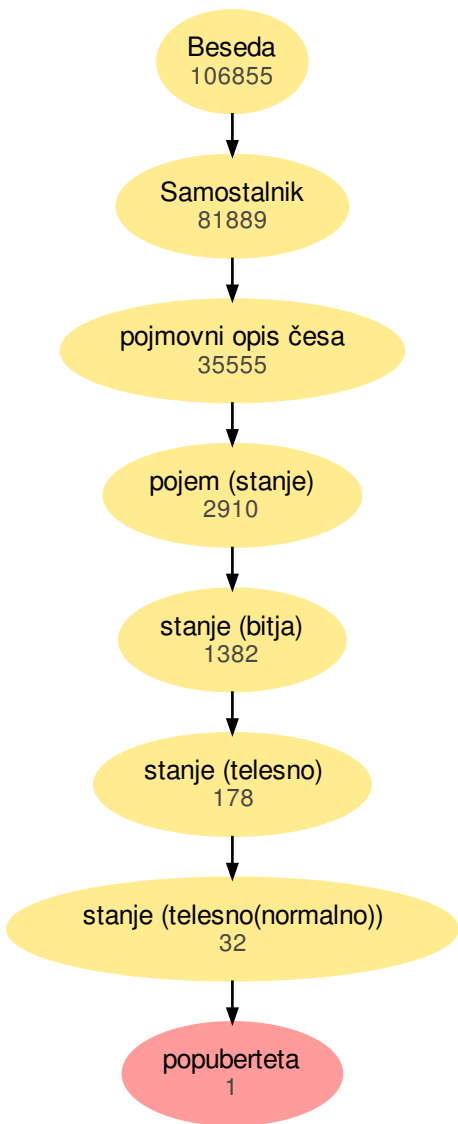 Beseda
106855
Samostalnik
81889
pojmovni opis česa
35555
pojem (stanje)
2910
stanje (bitja)
1382
stanje (telesno)
178
stanje (telesno(normalno))
32
popuberteta
1